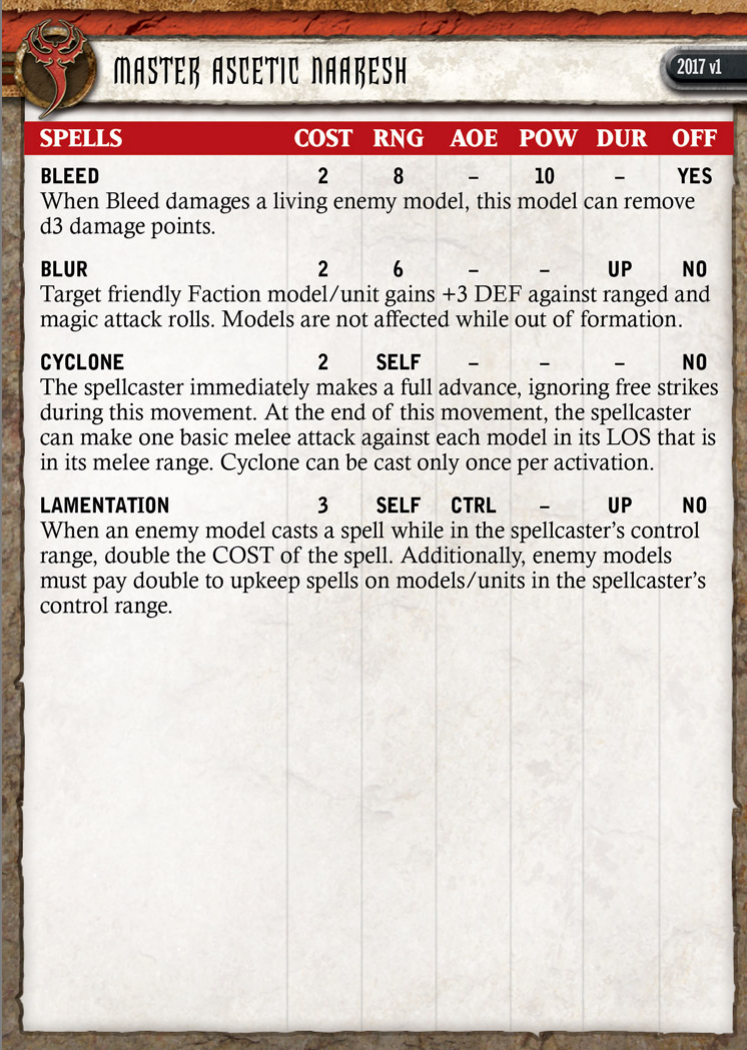 MASTER ASCETIC NAARESH
2017 v1
SPELLS COST RNG AOE POW DUR OFF
BLEED 2 8 – 10 – YES
When Bleed damages a living enemy model, this model can remove
d3 damage points.
BLUR 2 6 – – UP NO
Target friendly Faction model/unit gains +3 DEF against ranged and
magic attack rolls. Models are not affected while out of formation.
CYCLONE 2 SELF – – – NO
The spellcaster immediately makes a full advance, ignoring free strikes
during this movement. At the end of this movement, the spellcaster
can make one basic melee attack against each model in its LOS that is
in its melee range. Cyclone can be cast only once per activation.
LAMENTATION 3 SELF CTRL – UP NO
When an enemy model casts a spell while in the spellcaster’s control
range, double the COST of the spell. Additionally, enemy models
must pay double to upkeep spells on models/units in the spellcaster’s
control range.